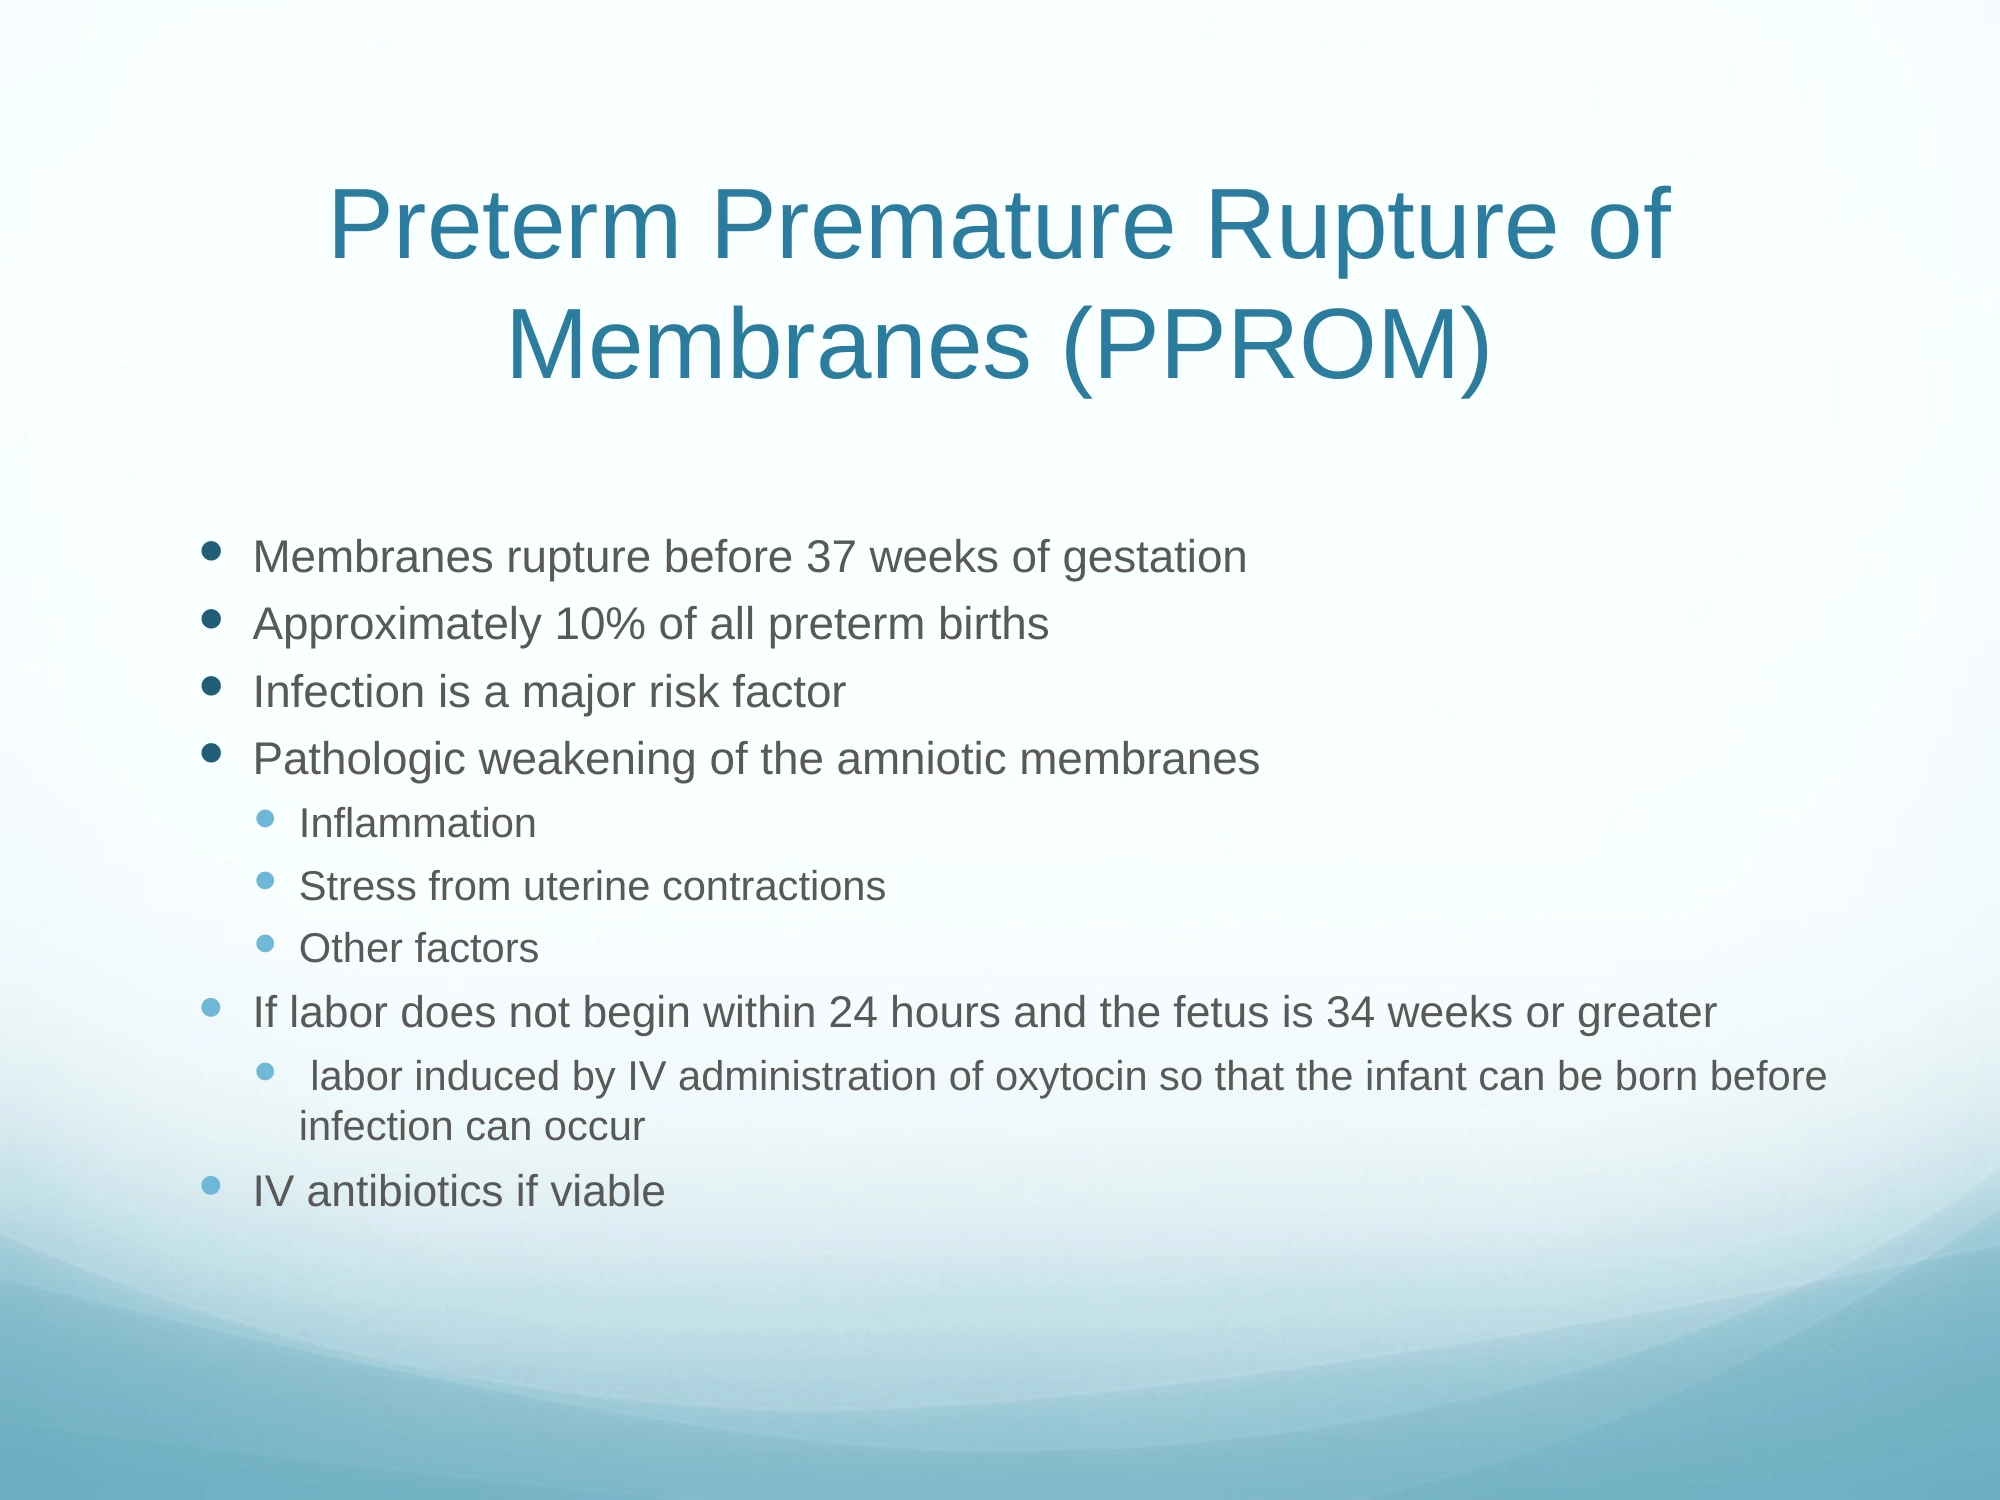 Preterm Premature Rupture of
Membranes (PPROM)
• Membranes rupture before 37 weeks of gestation
• Approximately 10% of all preterm births
• Infection is a major risk factor
• Pathologic weakening of the amniotic membranes
• Inflammation
• Stress from uterine contractions
• Other factors
• If labor does not begin within 24 hours and the fetus is 34 weeks or greater
• labor induced by IV administration of oxytocin so that the infant can be born before
infection can occur
• IV antibiotics if viable